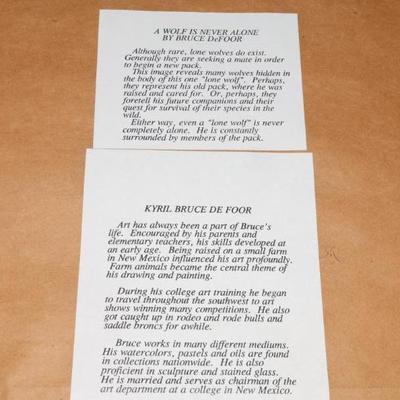 A WOLF IS NEVER ALONE
BY BRUCE DeFOOR
Although rare, lone wolves do exist.
Generally they are seeking a mate in order
to begin a new pack.
This image reveals many wolves hidden in
the body of this one "lone wolf". Perhaps,
they represent his old pack, where he was
raised and cared for. Or, perhaps, they
foretell his future companions and their
quest for survival of their species in the
wild.
Either way, even a "lone wolf" is never
completely alone. He is constantly
surrounded by members of the pack.
KYRIL BRUCE DE FOOR
Art has always been a part of Bruce's
life. Encouraged by his parents and
elementary teachers, his skills developed at
an early age. Being raised on a small farm
in New Mexico influenced his art profoundly.
Farm animals became the central theme of
his drawing and painting.
During his college art training he began
to travel throughout the southwest to art
shows winning many competitions. He also
got caught up in rodeo and rode bulls and
saddle broncs for awhile.
Bruce works in many different mediums.
His watercolors, pastels and oils are found
in collections nationwide. He is also
proficient in sculpture and stained glass.
He is married and serves as chairman of the
art department at a college in New Mexico.